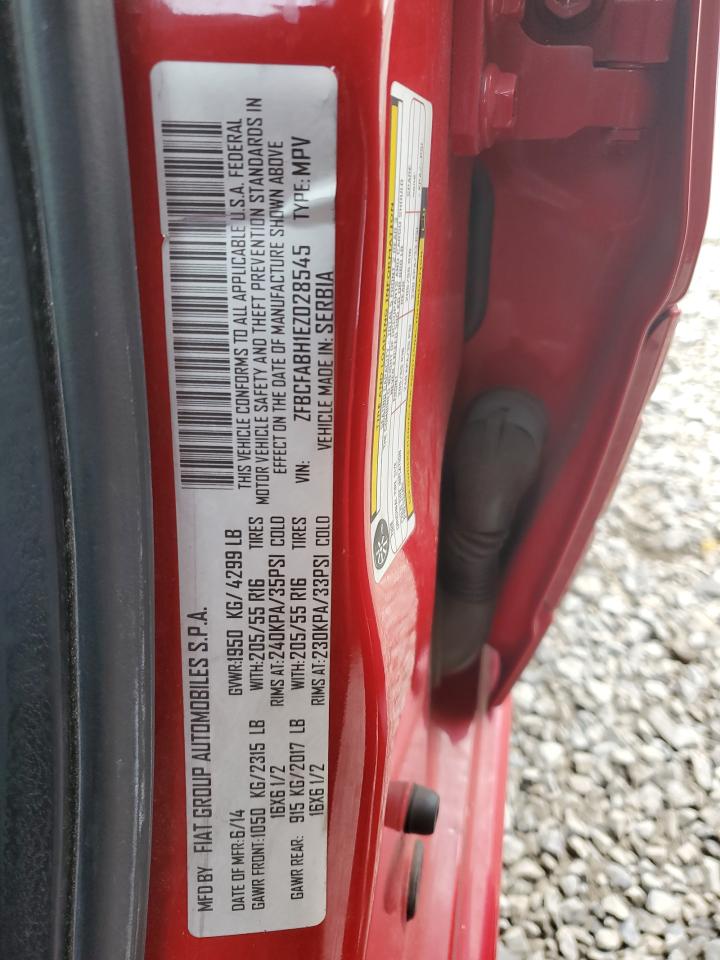 MFD BY FIAT GROUP AUTOMOBILES S.P.A.
DATE OF MFR: 6/14 GVWR: 1950 KG/ 4299 LB
GAWR FRONT: 1050 KG/2315 LB WITH: 205/55 R16 TIRES
16X6 1/2 RIMS AT: 240KPA/35PSI COLD
GAWR REAR: 915 KG/2017 LB WITH: 205/55 R16 TIRES
16X6 1/2 RIMS AT: 230KPA/33PSI COLD
THIS VEHICLE CONFORMS TO ALL APPLICABLE U.S.A. FEDERAL
MOTOR VEHICLE SAFETY AND THEFT PREVENTION STANDARDS IN
EFFECT ON THE DATE OF MANUFACTURE SHOWN ABOVE
VIN: ZFBCFABH1EZ028545 TYPE: MPV
VEHICLE MADE IN: SERBIA
TIRE AND LOADING INFORMATION